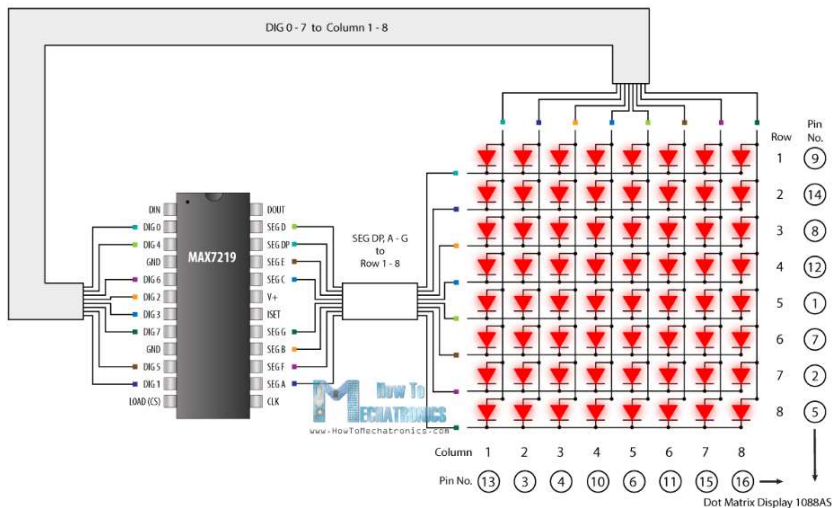 DIG 0 - 7 to Column 1 - 8
Pin
Row No.
1 9
2 14
3 8
4 12
5 1
6 7
7 2
8 5
SEG DP, A - G
to
Row 1 - 8
MAX7219
DIN DOUT
DIG 0 SEG D
DIG 4 SEG DP
GND SEG E
DIG 6 SEG C
DIG 2 V+
DIG 3 ISET
DIG 7 SEG G
GND SEG B
DIG 5 SEG F
DIG 1 SEG A
LOAD (CS) CLK
How To
MECHATRONICS
www.HowToMechatronics.com
Column 1 2 3 4 5 6 7 8
Pin No. 13 3 4 10 6 11 15 16
Dot Matrix Display 1088AS